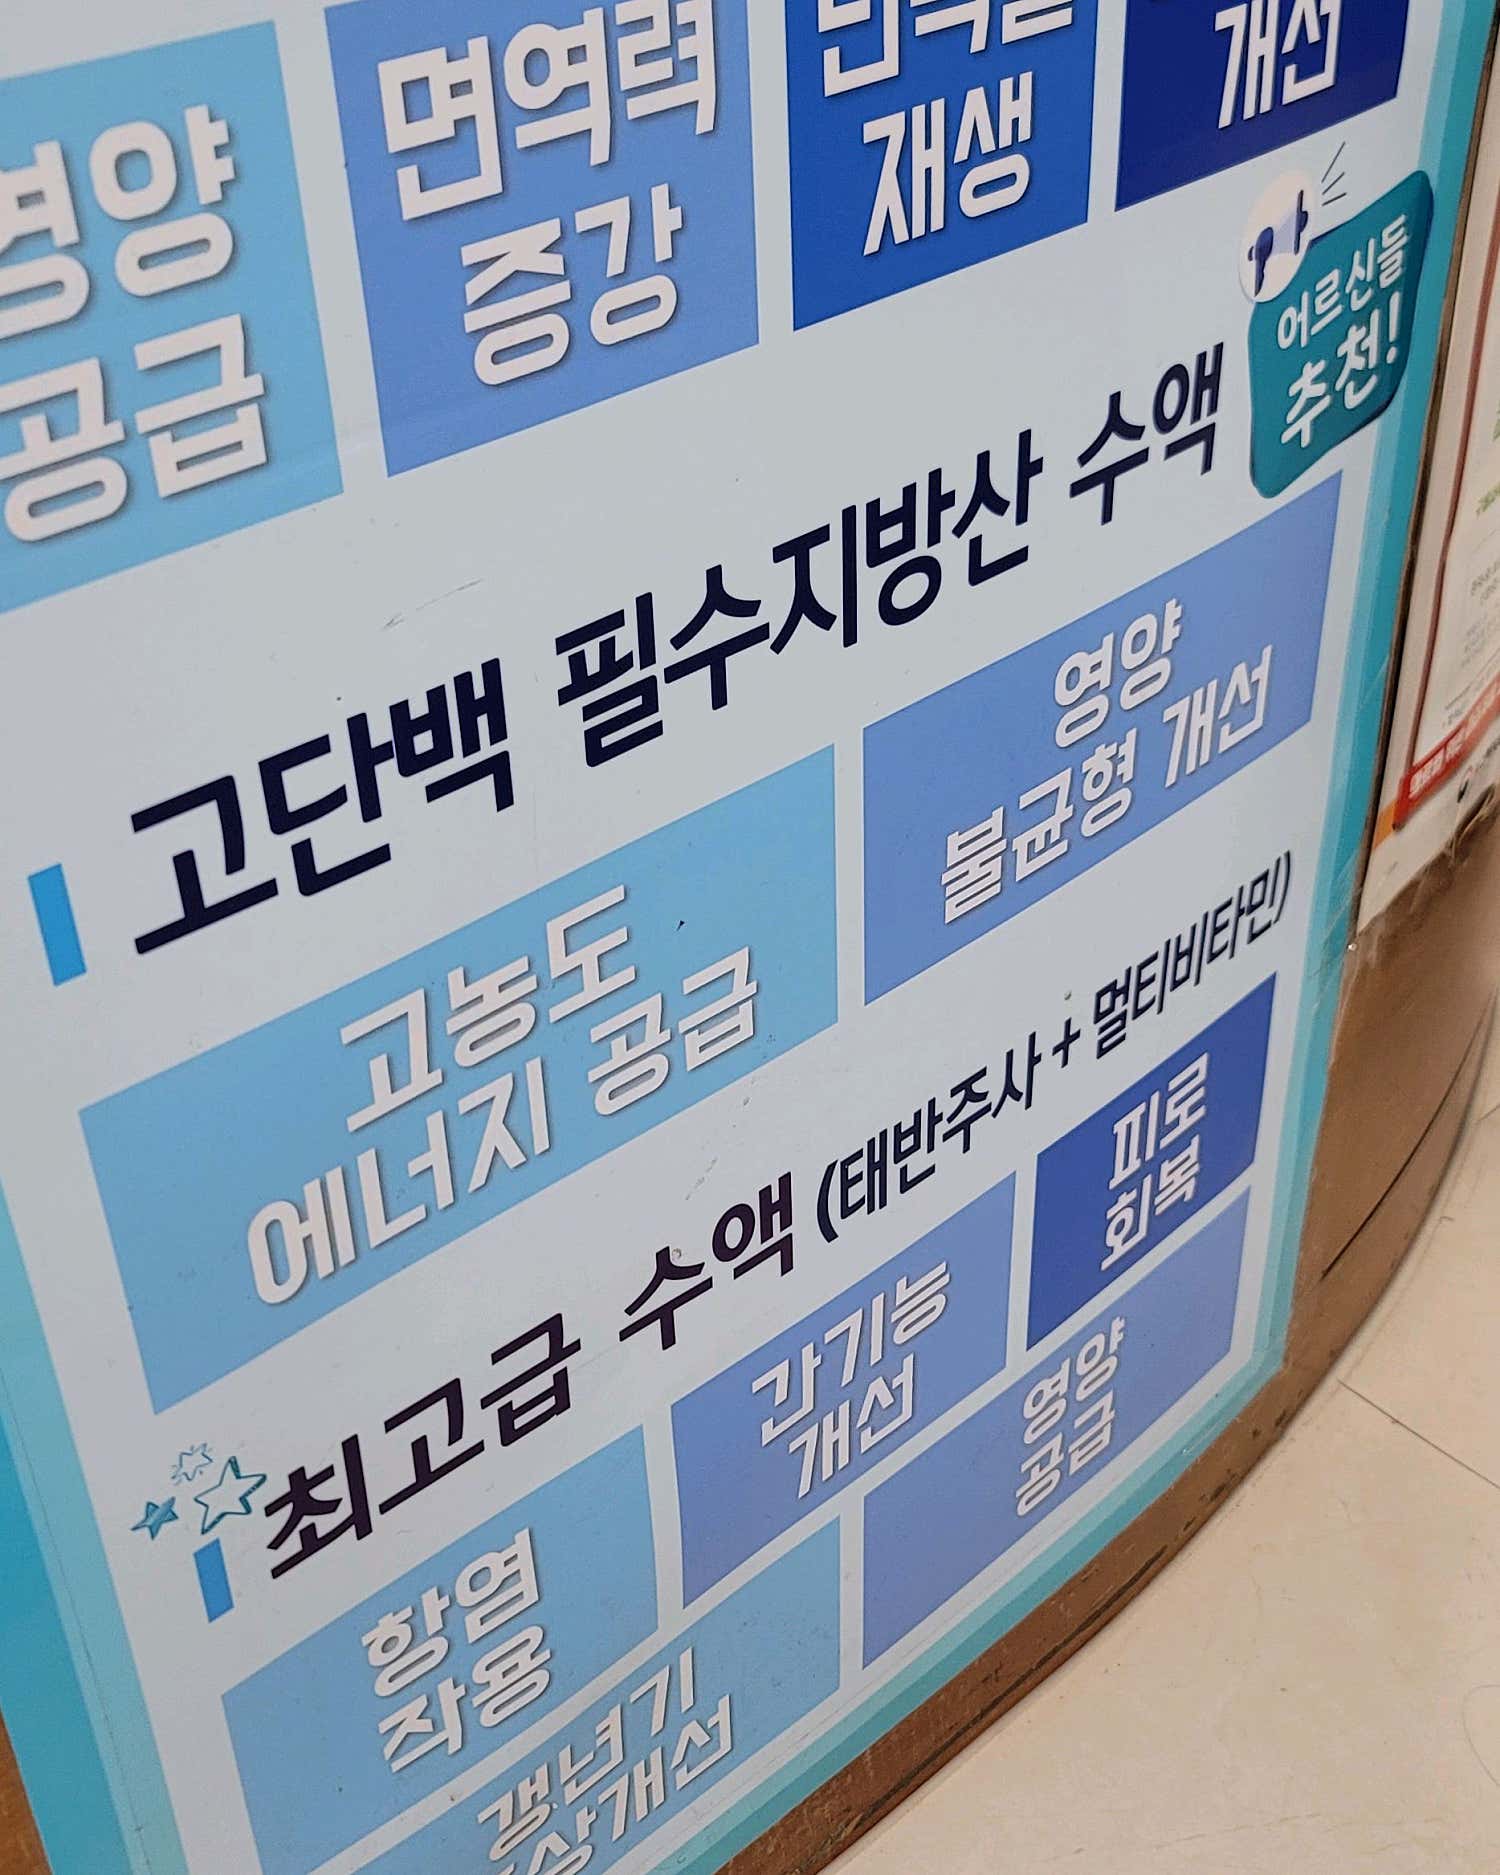 영양
공급
면역력
증강
재생
개선
어르신들
추천!
고단백 필수지방산 수액
고농도
에너지 공급
영양
불균형 개선
최고급 수액 (태반주사 + 멀티비타민)
항염
작용
간기능
개선
피로
회복
갱년기
개선
영양
공급